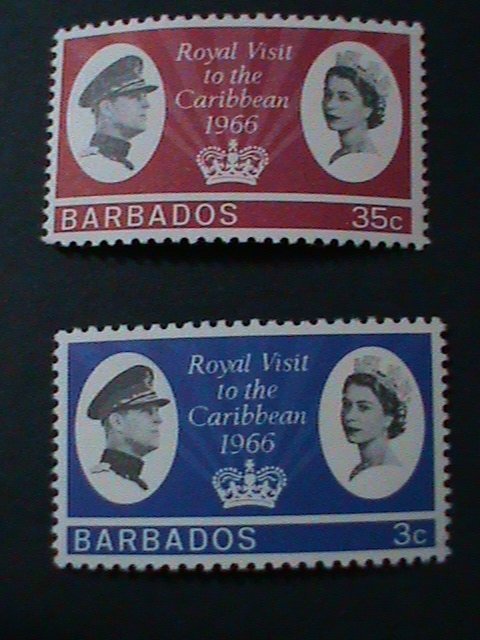 Royal Visit
to the
Caribbean
1966
BARBADOS 35c
Royal Visit
to the
Caribbean
1966
BARBADOS 3c